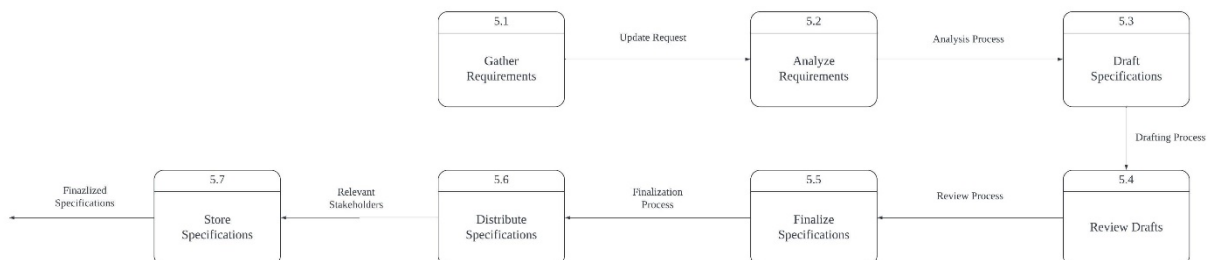 5.1
Gather
Requirements
Update Request
5.2
Analyze
Requirements
Analysis Process
5.3
Draft
Specifications
Drafting Process
5.4
Review Drafts
Review Process
5.5
Finalize
Specifications
Finalization
Process
5.6
Distribute
Specifications
Relevant
Stakeholders
5.7
Store
Specifications
Finazlized
Specifications